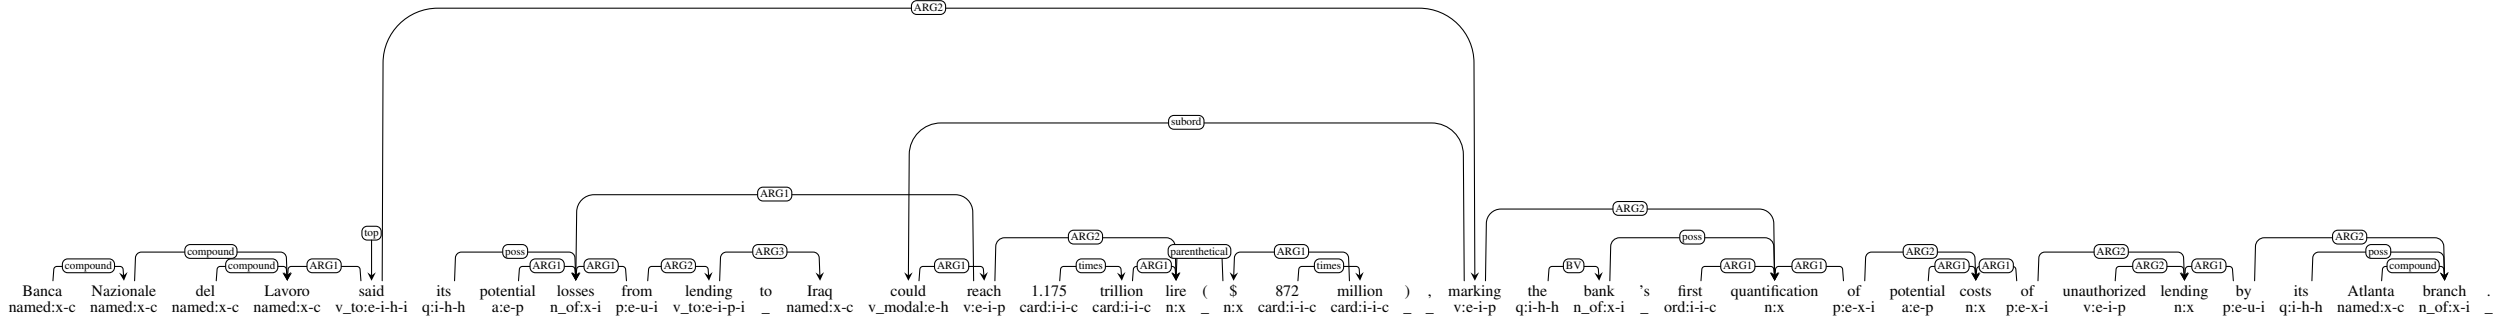 ARG2
subord
ARG1
ARG2
ARG2 poss ARG2
top
compound poss ARG3 parenthetical ARG1 ARG2 ARG2 poss
compound compound ARG1 ARG1 ARG1 ARG2 ARG1 times ARG1 times BV ARG1 ARG1 ARG1 ARG1 ARG2 ARG1 compound
Banca Nazionale del Lavoro said its potential losses from lending to Iraq could reach 1.175 trillion lire ( $ 872 million ) , marking the bank 's first quantification of potential costs of unauthorized lending by its Atlanta branch .
named:x-c named:x-c named:x-c named:x-c v_to:e-i-h-i q:i-h-h a:e-p n_of:x-i p:e-u-i v_to:e-i-p-i _ named:x-c v_modal:e-h v:e-i-p card:i-i-c card:i-i-c n:x _ n:x card:i-i-c card:i-i-c _ _ v:e-i-p q:i-h-h n_of:x-i _ ord:i-i-c n:x p:e-x-i a:e-p n:x p:e-x-i v:e-i-p n:x p:e-u-i q:i-h-h named:x-c n_of:x-i _